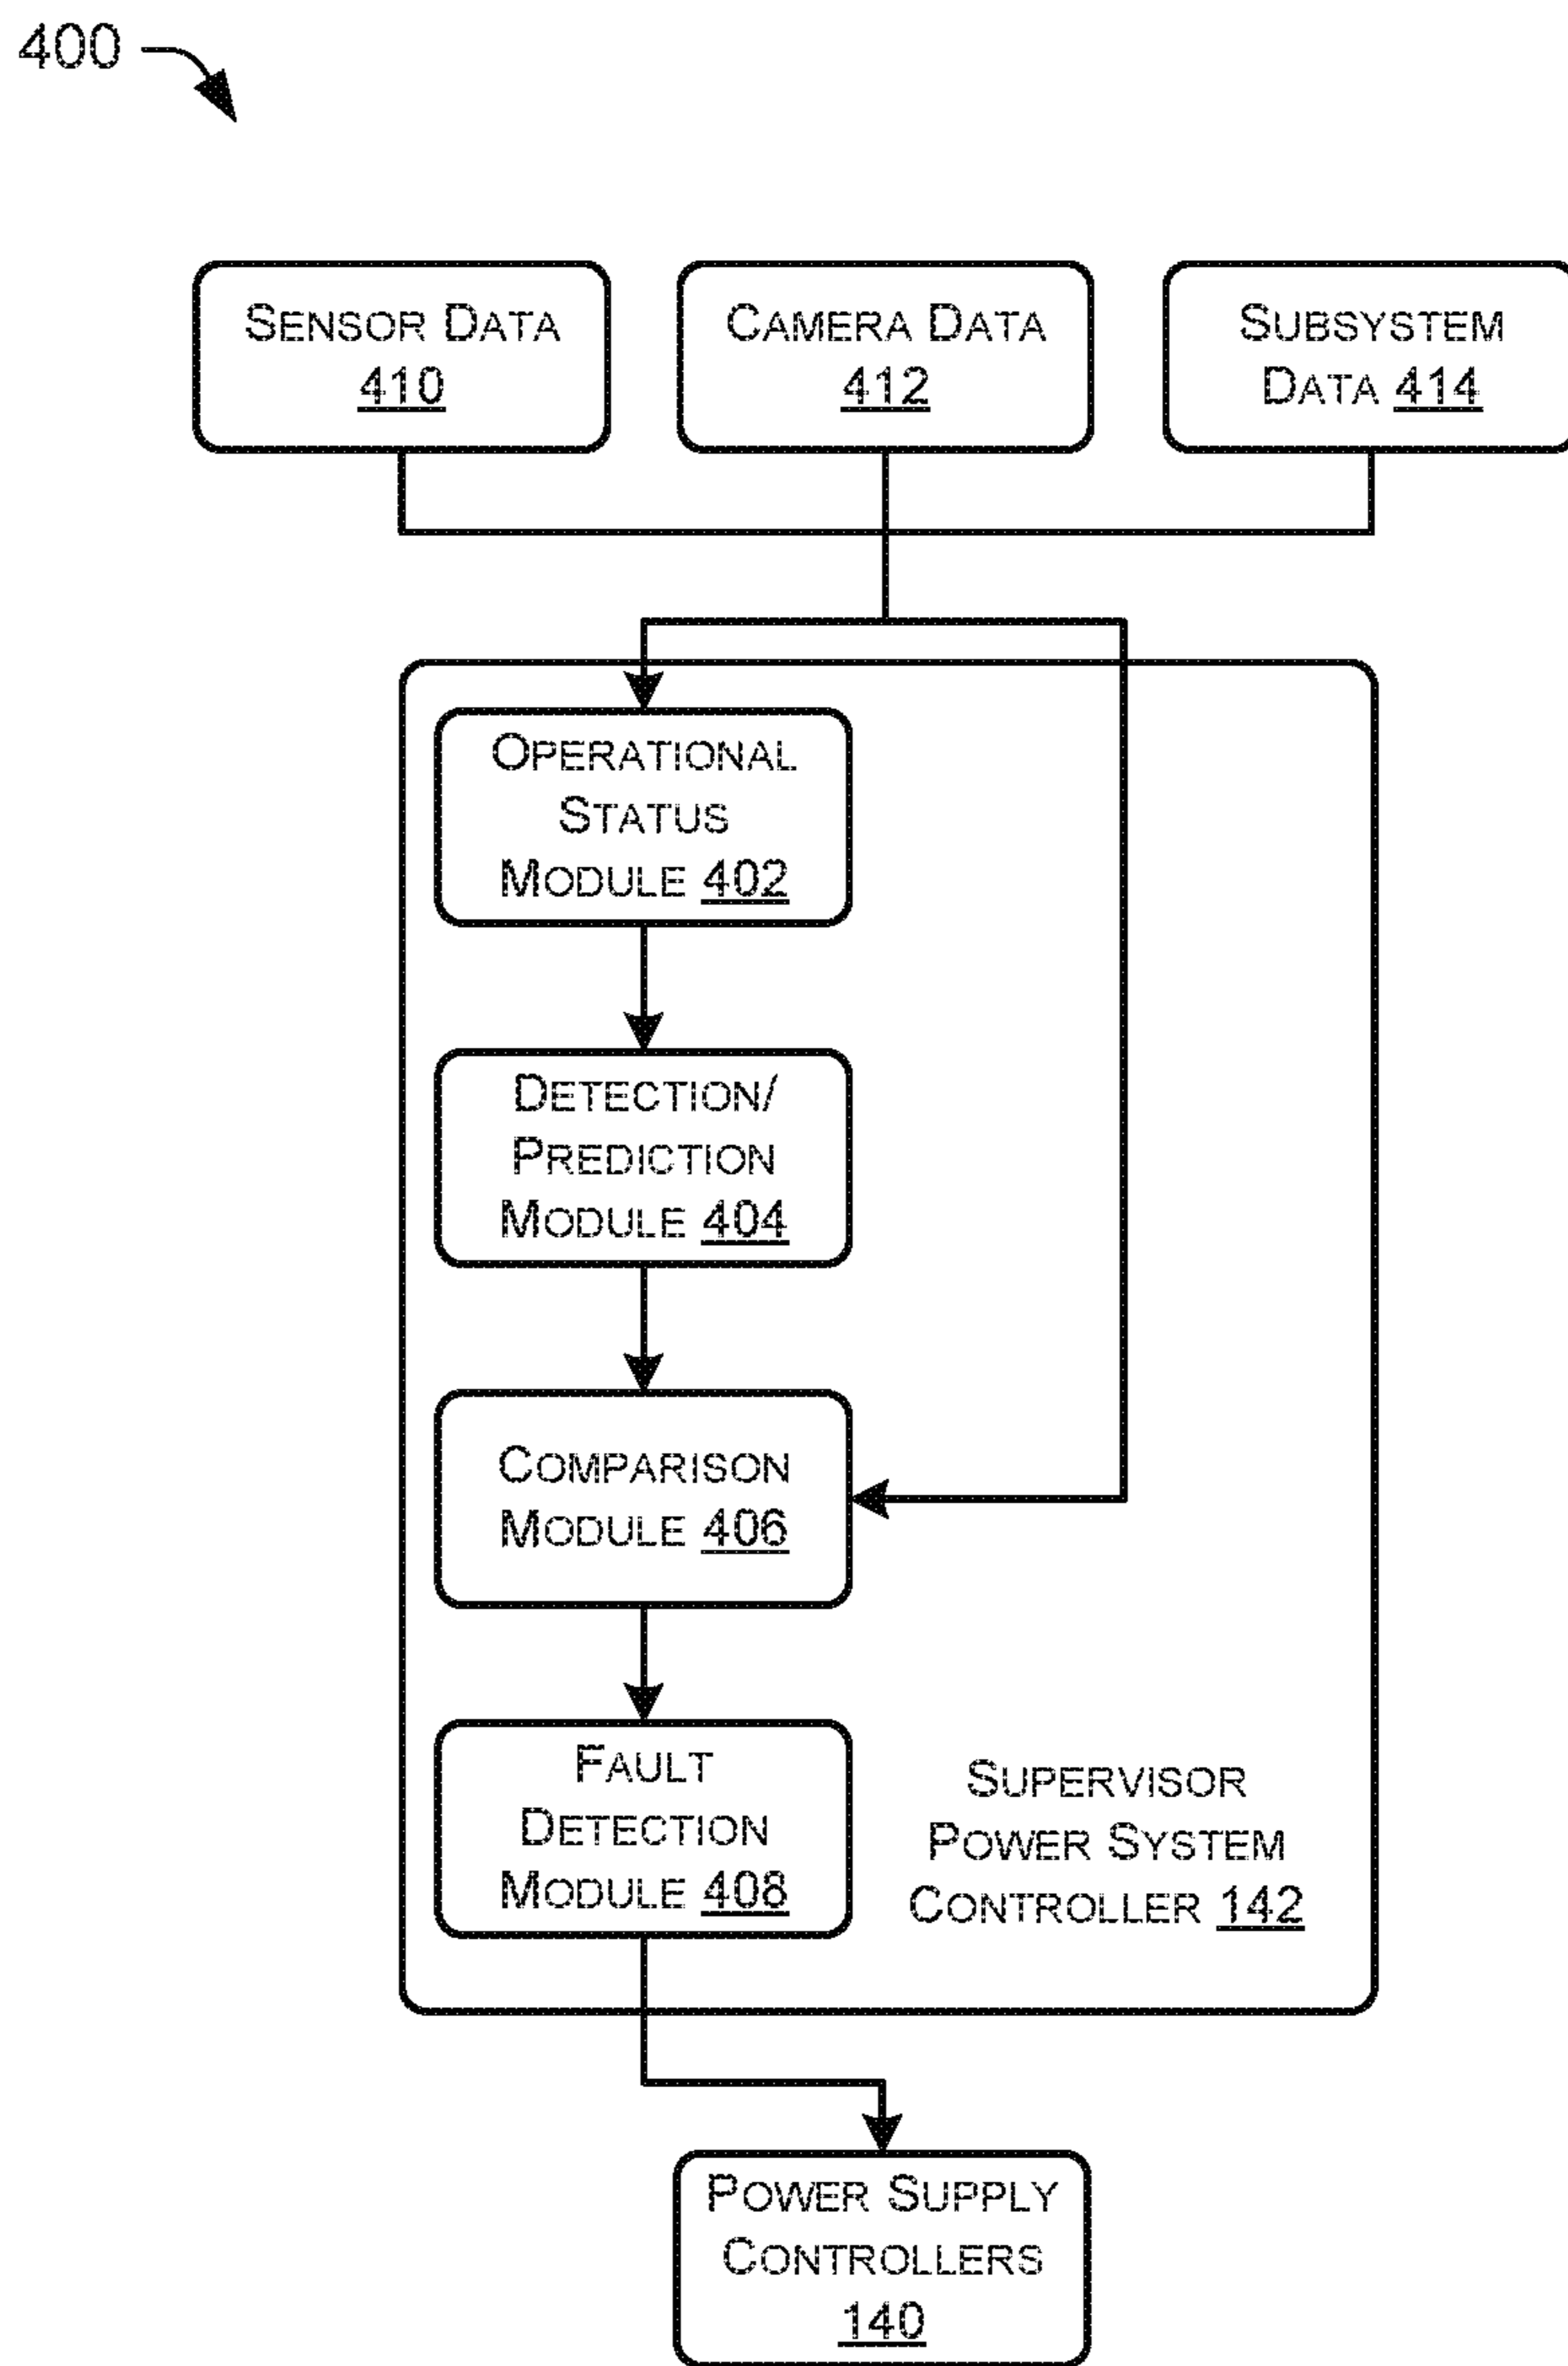 400
SENSOR DATA
410
CAMERA DATA
412
SUBSYSTEM
DATA 414
OPERATIONAL
STATUS
MODULE 402
DETECTION/
PREDICTION
MODULE 404
COMPARISON
MODULE 406
FAULT
DETECTION
MODULE 408
SUPERVISOR
POWER SYSTEM
CONTROLLER 142
POWER SUPPLY
CONTROLLERS
140